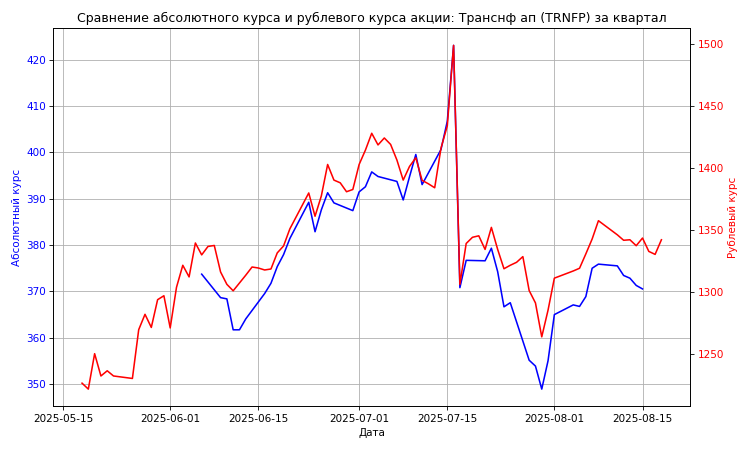 Сравнение абсолютного курса и рублевого курса акции: Транснф ап (TRNFP) за квартал
420
410
400
390
380
370
360
350
Абсолютный курс
1500
1450
1400
1350
1300
1250
Рублевый курс
2025-05-15 2025-06-01 2025-06-15 2025-07-01 2025-07-15 2025-08-01 2025-08-15
Дата